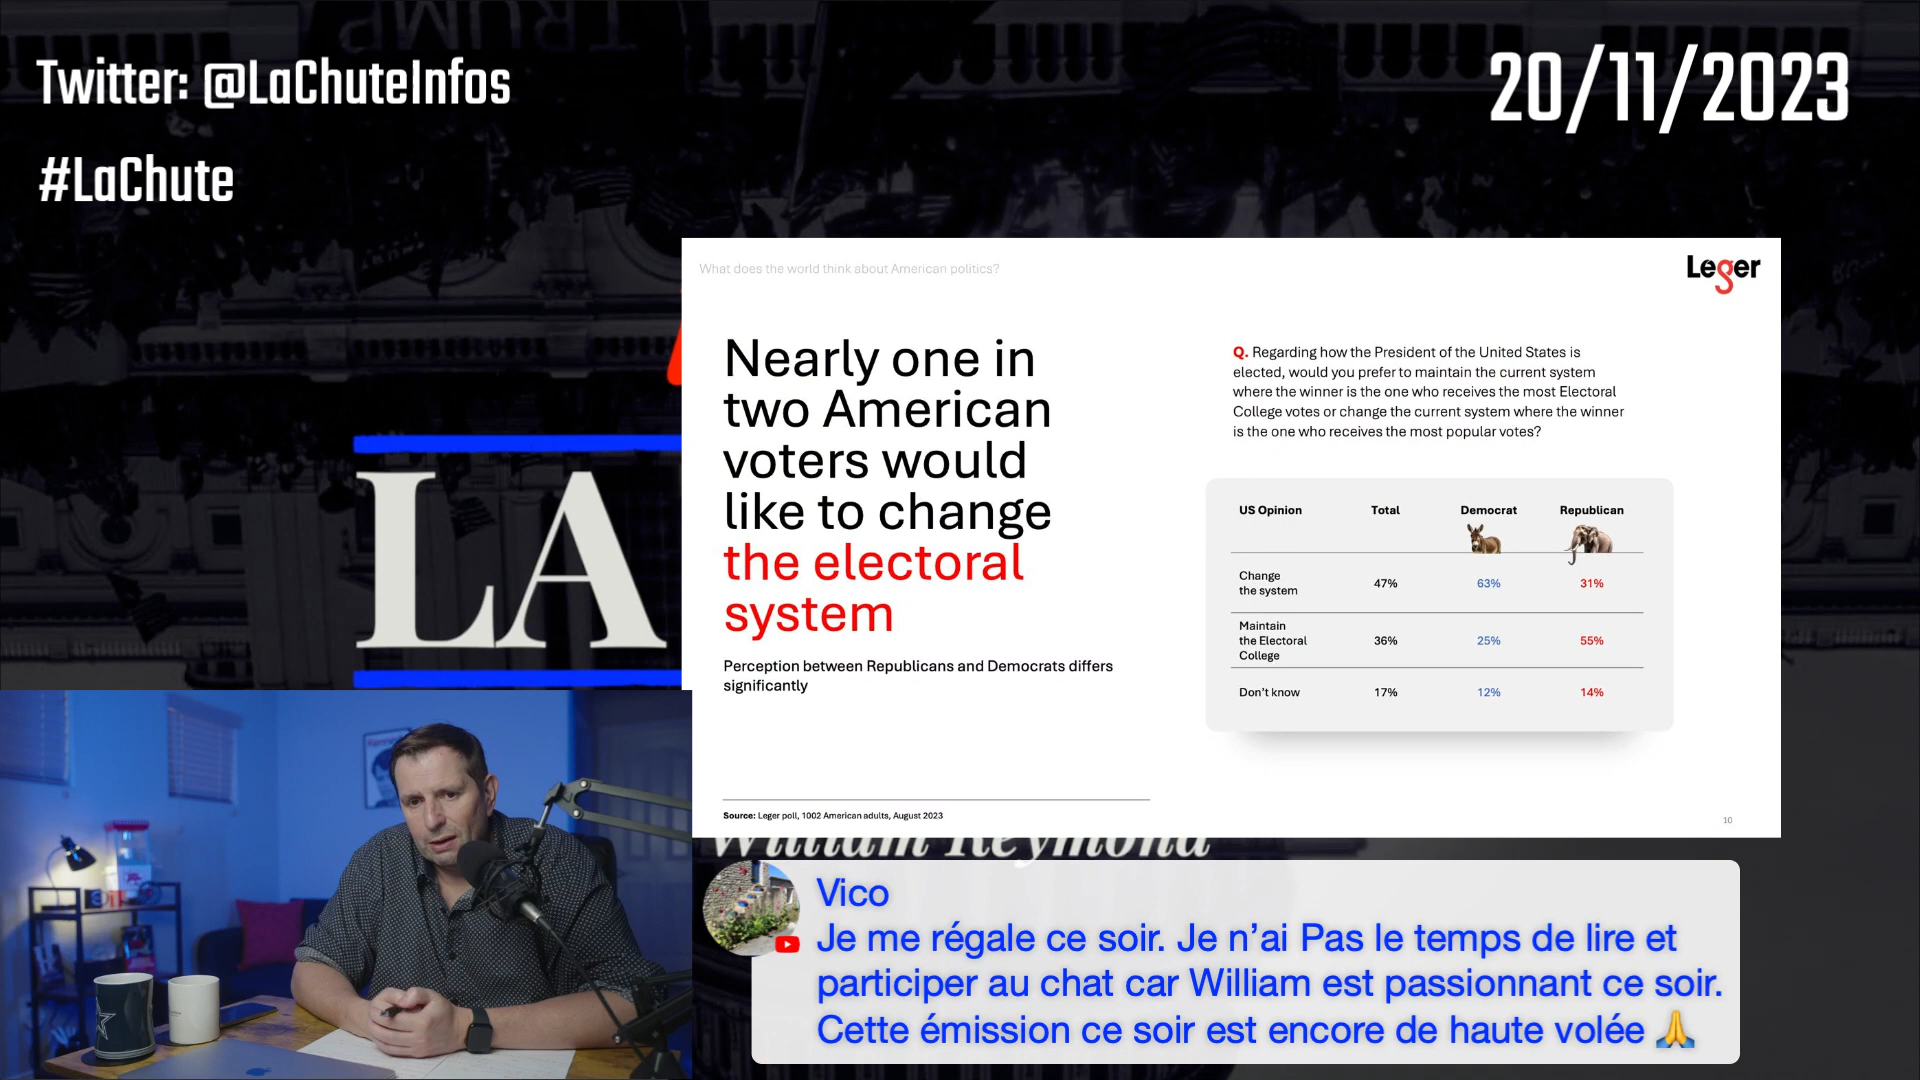 TRUMP
Twitter: @LaChuteInfos
20/11/2023
#LaChute
What does the world think about American politics?
Leger
Nearly one in
two American
voters would
like to change
the electoral
system
Perception between Republicans and Democrats differs
significantly
Q. Regarding how the President of the United States is
elected, would you prefer to maintain the current system
where the winner is the one who receives the most Electoral
College votes or change the current system where the winner
is the one who receives the most popular votes?
US Opinion Total Democrat Republican
Change
the system 47% 63% 31%
Maintain
the Electoral
College 36% 25% 55%
Don't know 17% 12% 14%
Source: Leger poll, 1002 American adults, August 2023
10
LA
William Reymond
Vico
Je me régale ce soir. Je n'ai Pas le temps de lire et
participer au chat car William est passionnant ce soir.
Cette émission ce soir est encore de haute volée 🙏